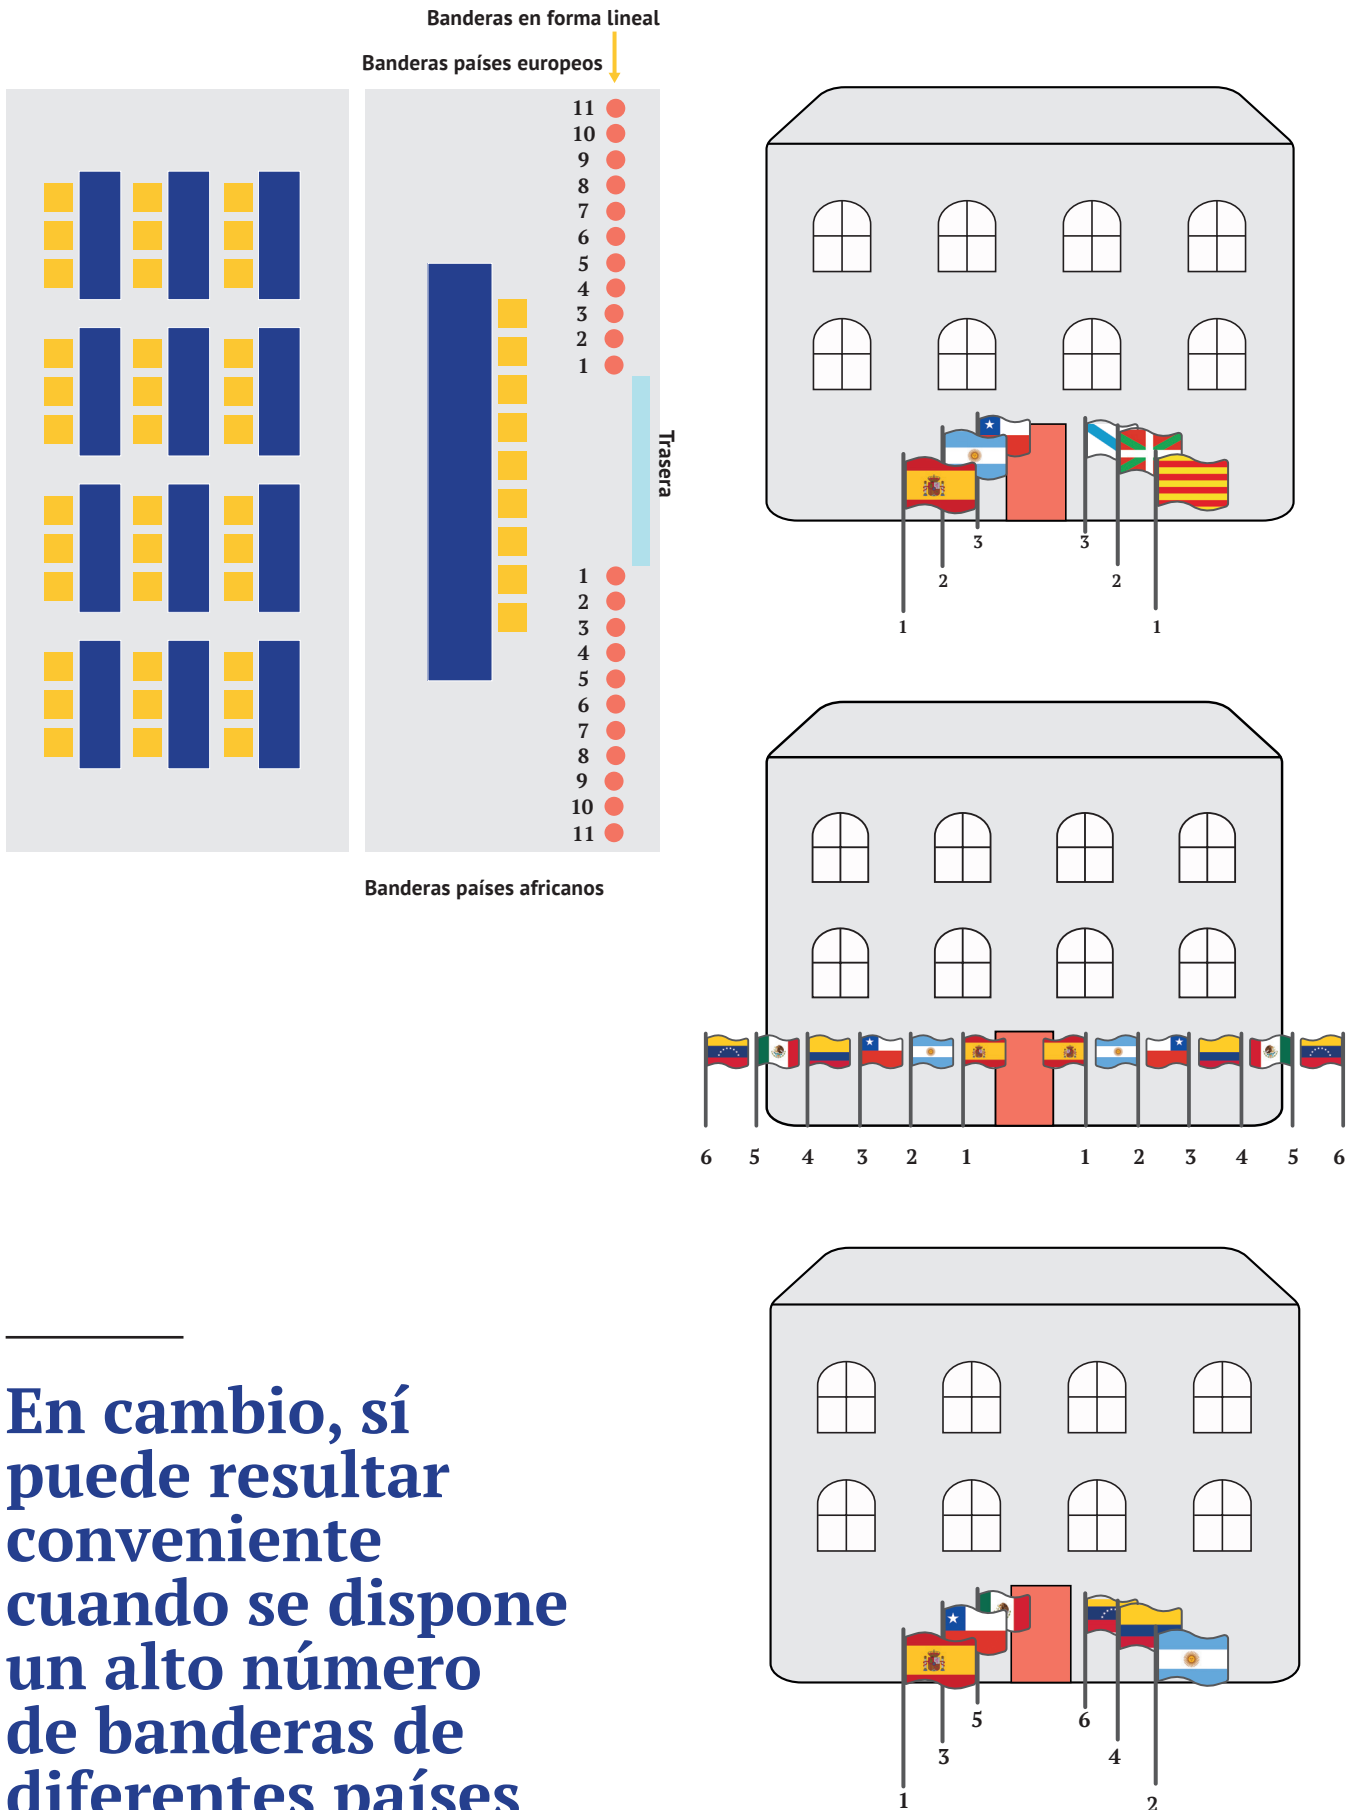 Banderas en forma lineal
Banderas países europeos
11
10
9
8
7
6
5
4
3
2
1
Trasera
1
2
3
4
5
6
7
8
9
10
11
Banderas países africanos
3 3
2 2
1 1
6 5 4 3 2 1 1 2 3 4 5 6
5 6
3 4
1 2
En cambio, sí
puede resultar
conveniente
cuando se dispone
un alto número
de banderas de
diferentes países